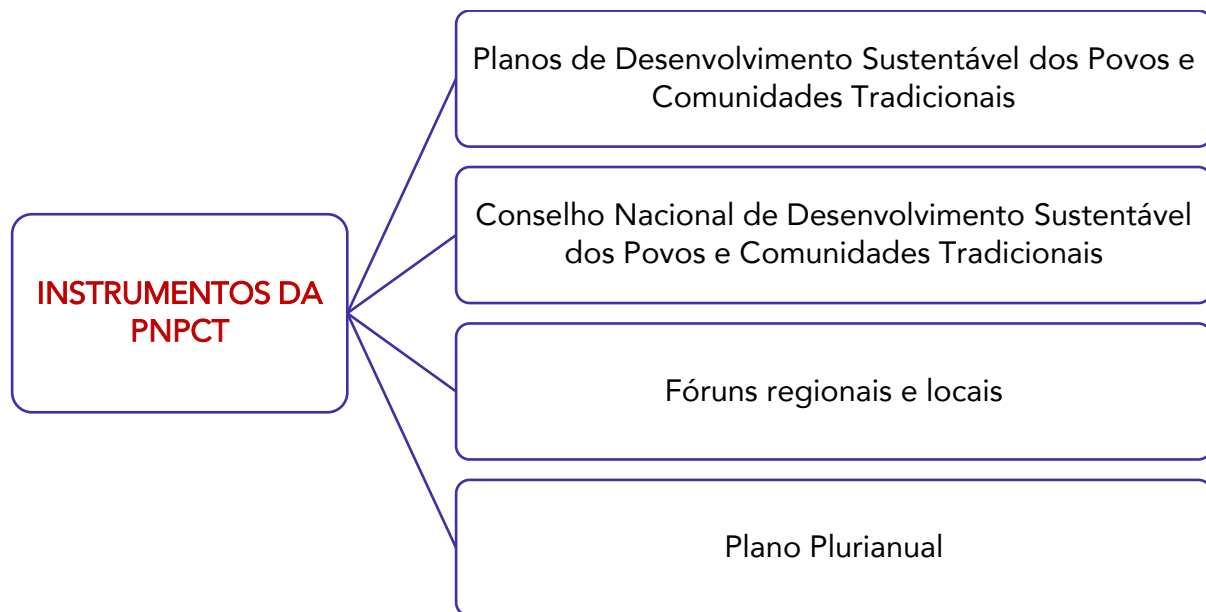 Planos de Desenvolvimento Sustentável dos Povos e
Comunidades Tradicionais
Conselho Nacional de Desenvolvimento Sustentável
dos Povos e Comunidades Tradicionais
INSTRUMENTOS DA
PNPCT
Fóruns regionais e locais
Plano Plurianual